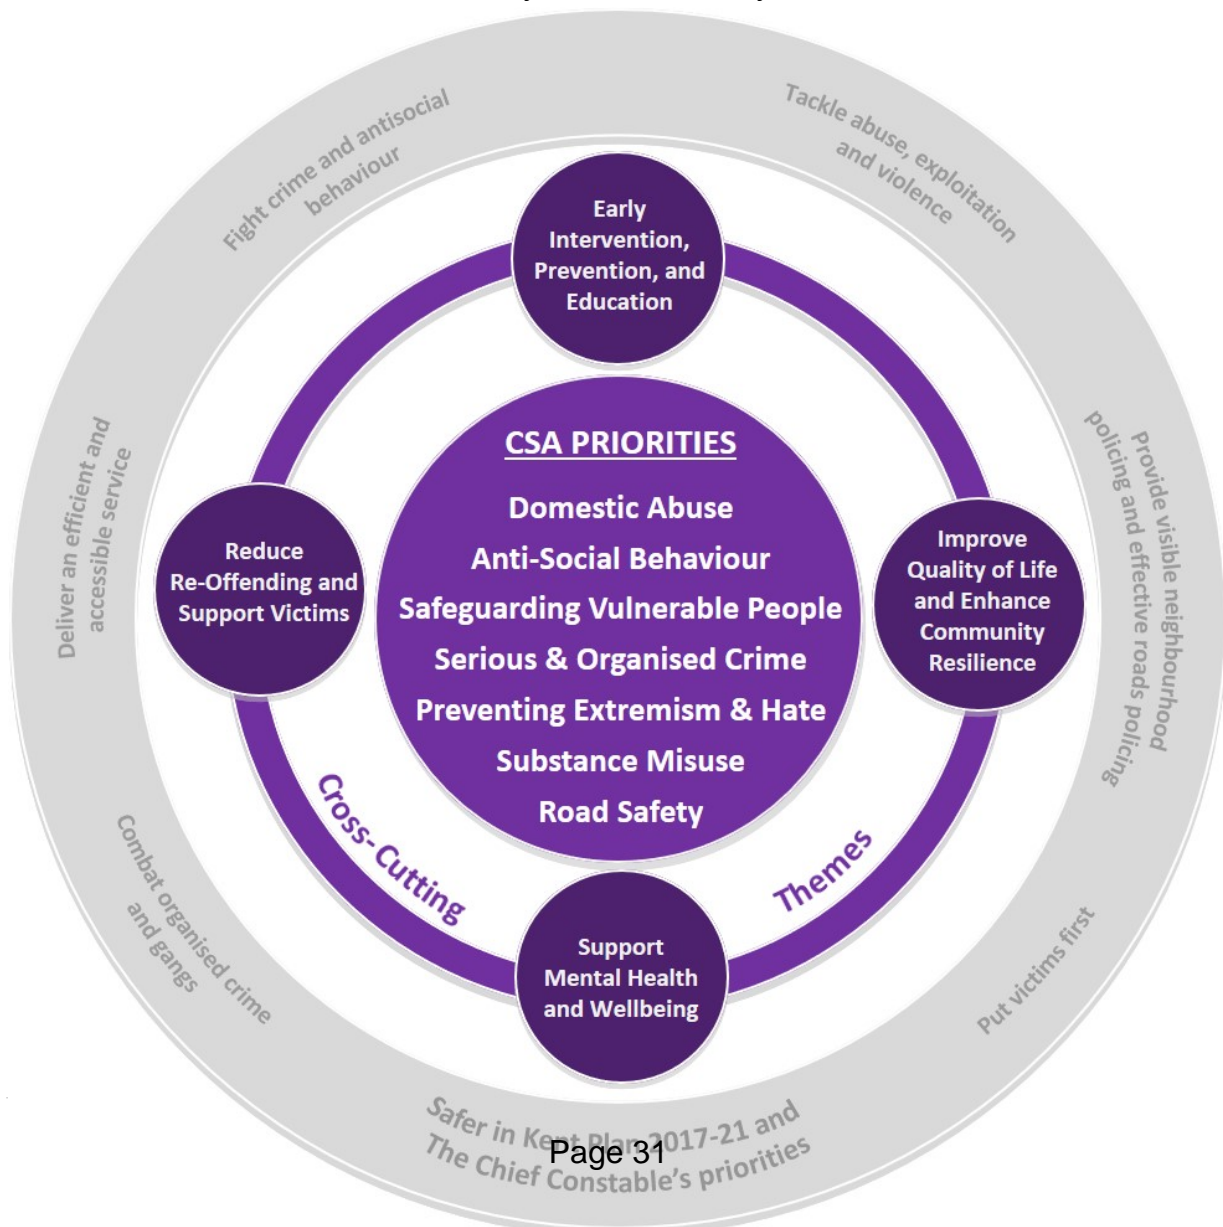 Fight crime and antisocial
behaviour
Tackle abuse, exploitation
and violence
Early
Intervention,
Prevention, and
Education
Deliver an efficient and
accessible service
Reduce
Re-Offending and
Support Victims
CSA PRIORITIES
Domestic Abuse
Anti-Social Behaviour
Safeguarding Vulnerable People
Serious & Organised Crime
Preventing Extremism & Hate
Substance Misuse
Road Safety
Improve
Quality of Life
and Enhance
Community
Resilience
Provide visible neighbourhood
policing and effective roads policing
Cross-Cutting
Themes
Combat organised crime
and gangs
Support
Mental Health
and Wellbeing
Put victims first
Safer in Kent Plan 2017-21 and
The Chief Constable's priorities
Page 31